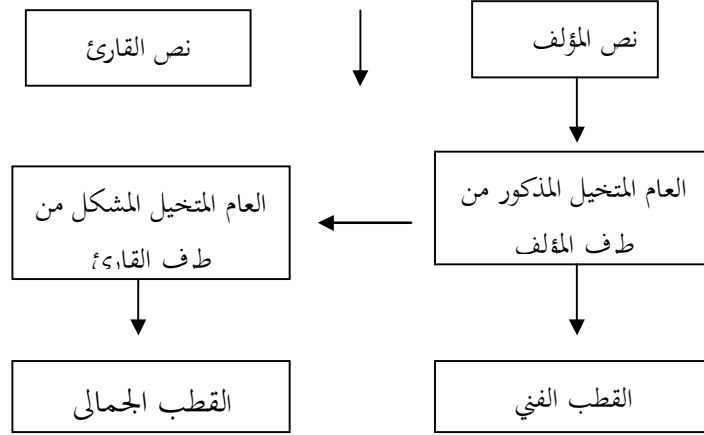 نص المؤلف
نص القارئ
العام المتخيل المذكور من
طرف المؤلف
العام المتخيل المشكل من
طرف القارئ
القطب الفني
القطب الجمالي